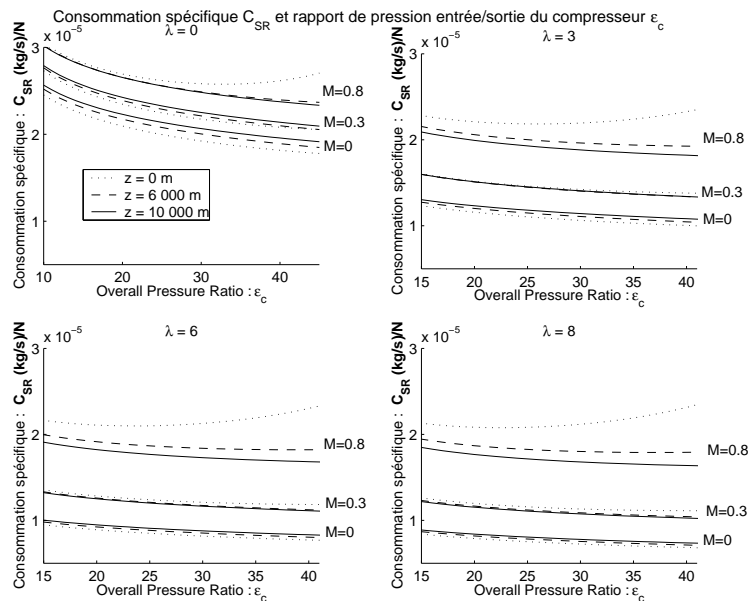 Consommation spécifique C_SR et rapport de pression entrée/sortie du compresseur ε_c
λ = 0
x 10⁻⁵
3
2
1
10
20
30
40
Consommation spécifique : C_SR (kg/s)/N
Overall Pressure Ratio : ε_c
M=0.8
M=0.3
M=0
z = 0 m
z = 6 000 m
z = 10 000 m
λ = 3
x 10⁻⁵
3
2
1
15
20
25
30
35
40
Consommation spécifique : C_SR (kg/s)/N
Overall Pressure Ratio : ε_c
M=0.8
M=0.3
M=0
λ = 6
x 10⁻⁵
3
2
1
15
20
25
30
35
40
Consommation spécifique : C_SR (kg/s)/N
Overall Pressure Ratio : ε_c
M=0.8
M=0.3
M=0
λ = 8
x 10⁻⁵
3
2
1
15
20
25
30
35
40
Consommation spécifique : C_SR (kg/s)/N
Overall Pressure Ratio : ε_c
M=0.8
M=0.3
M=0